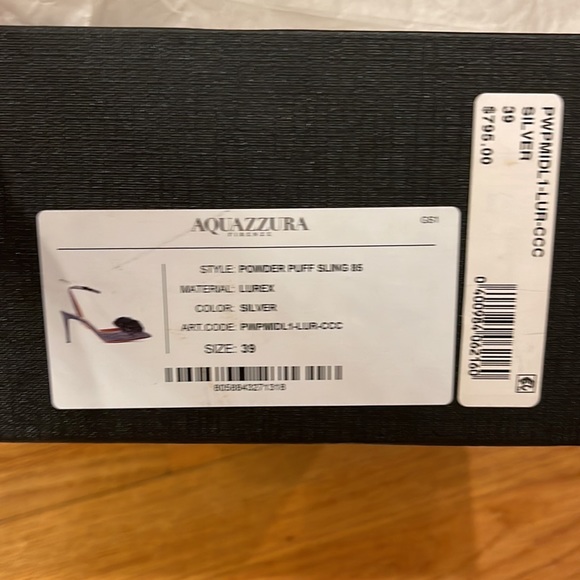 AQUAZZURA
FIRENZE
GS1
STYLE: POWDER PUFF SLING 85
MATERIAL: LUREX
COLOR: SILVER
ART.CODE: PWPMIDL1-LUR-CCC
SIZE: 39
8058843271318
PWPMIDL1-LUR-CCC
SILVER
39
$795.00